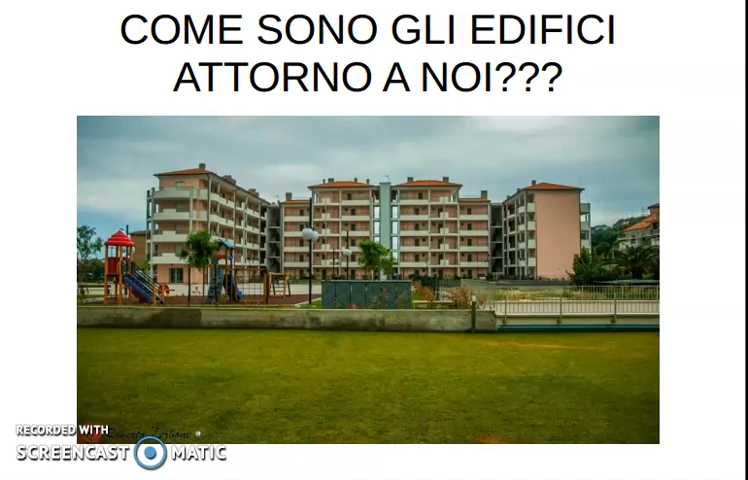 COME SONO GLI EDIFICI
ATTORNO A NOI???
RECORDED WITH
SCREENCAST MATIC